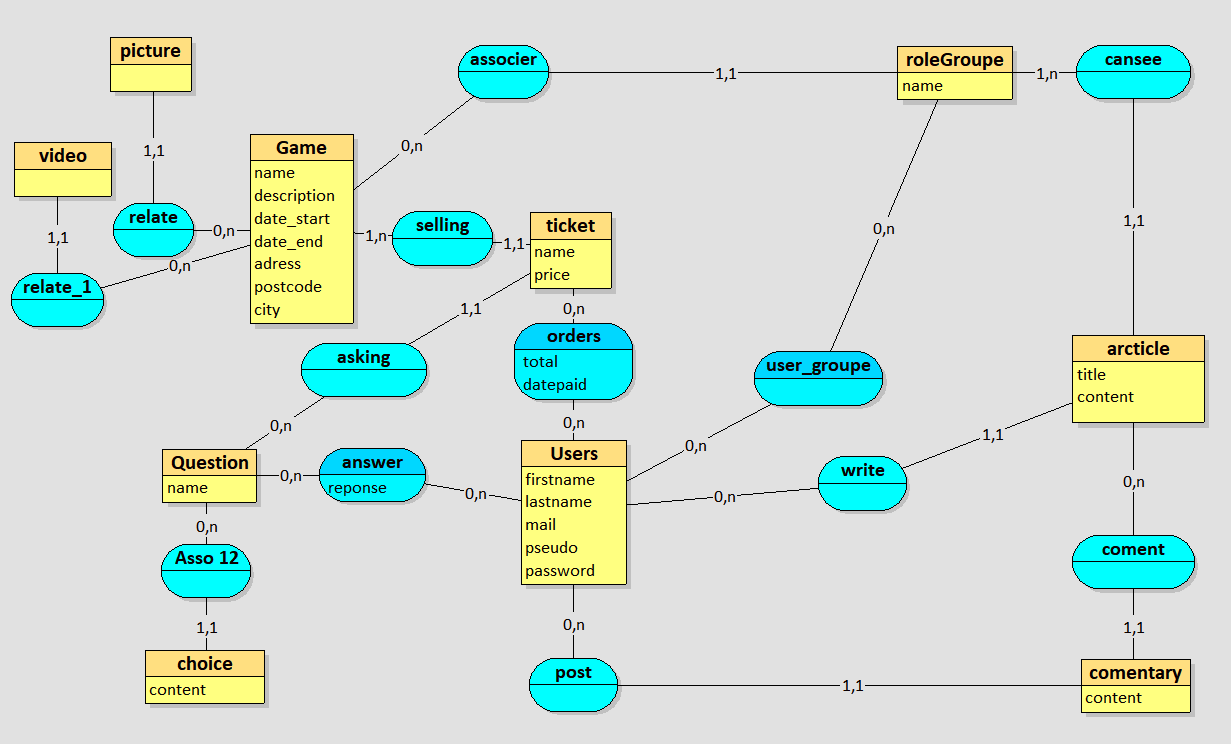 picture
video
relate
relate_1
1,1
1,1
0,n
0,n
Game
name
description
date_start
date_end
adress
postcode
city
associer
0,n
1,1
roleGroupe
name
1,n
cansee
1,1
1,n
selling
1,1
ticket
name
price
1,1
asking
0,n
0,n
orders
total
datepaid
0,n
0,n
user_groupe
0,n
arcticle
title
content
1,1
write
0,n
Question
name
0,n
answer
reponse
0,n
Users
firstname
lastname
mail
pseudo
password
0,n
Asso 12
1,1
choice
content
0,n
post
1,1
0,n
coment
1,1
comentary
content